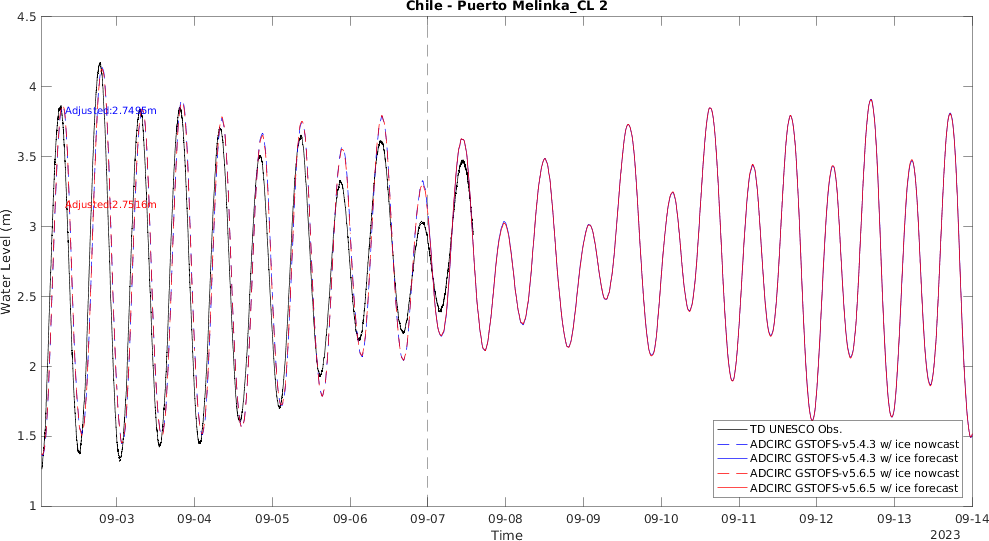 Chile - Puerto Melinka_CL 2
4.5
4
3.5
3
2.5
2
1.5
1
Water Level (m)
Adjusted:2.7495m
Adjusted:2.7516m
TD UNESCO Obs.
ADCIRC GSTOFS-v5.4.3 w/ ice nowcast
ADCIRC GSTOFS-v5.4.3 w/ ice forecast
ADCIRC GSTOFS-v5.6.5 w/ ice nowcast
ADCIRC GSTOFS-v5.6.5 w/ ice forecast
09-03 09-04 09-05 09-06 09-07 09-08 09-09 09-10 09-11 09-12 09-13 09-14
Time
2023